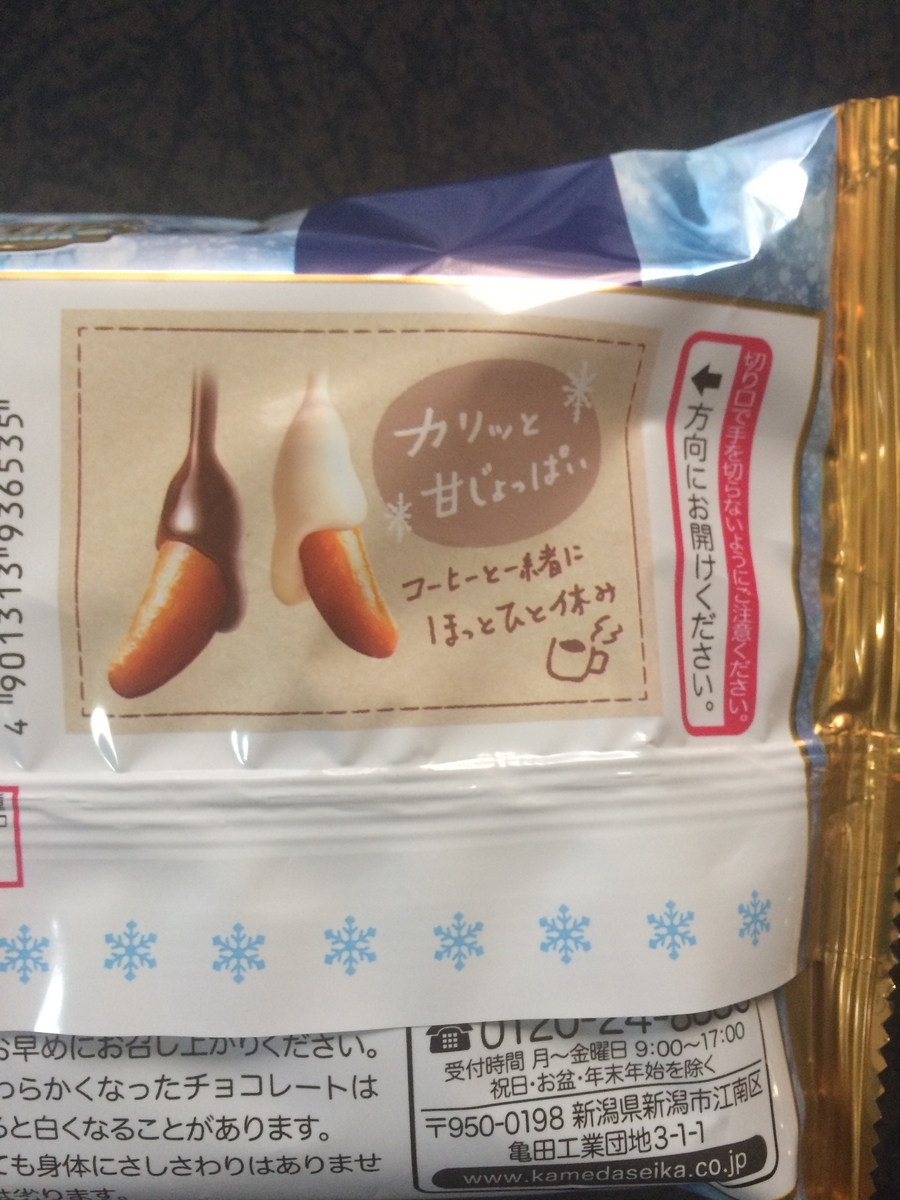 カリッと
甘じょっぱい
コーヒーと一緒に
ほっとひと休み
切り口で手を切らないようにご注意ください。
←方向にお開けください。
4 "901313"936535"
お早めにお召し上がりください。
わらかくなったチョコレートは
ると白くなることがあります。
ても身体にさしさわりはありませ
0120-24-
受付時間 月〜金曜日 9:00〜17:00
祝日・お盆・年末年始を除く
〒950-0198 新潟県新潟市江南区
亀田工業団地3-1-1
www.kamedaseika.co.jp